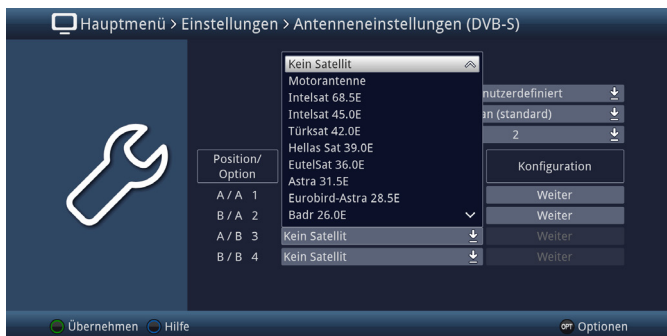 Hauptmenü > Einstellungen > Antenneneinstellungen (DVB-S)
Kein Satellit
Motorantenne
Intelsat 68.5E
Intelsat 45.0E
Türksat 42.0E
Hellas Sat 39.0E
EutelSat 36.0E
Astra 31.5E
Eurobird-Astra 28.5E
Badr 26.0E
nutzerdefiniert
an (standard)
2
Position/
Option
Konfiguration
A / A 1
Weiter
B / A 2
Weiter
A / B 3 Kein Satellit Weiter
B / B 4 Kein Satellit Weiter
Übernehmen Hilfe
OPT Optionen